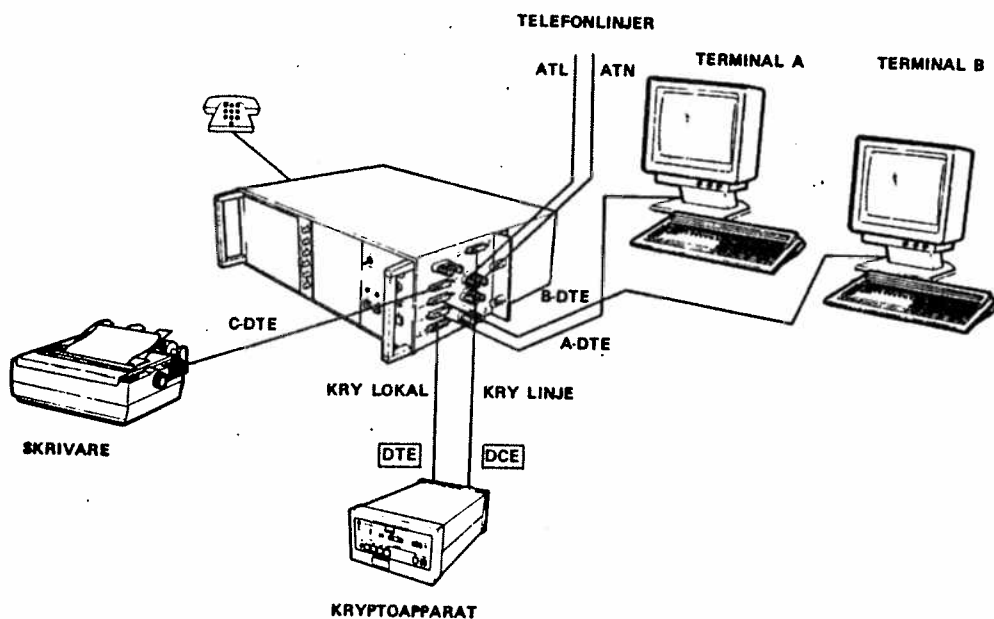 TELEFONLINJER
ATL ATN
TERMINAL A
TERMINAL B
B-DTE
A-DTE
C-DTE
KRY LOKAL
KRY LINJE
SKRIVARE
DTE
DCE
KRYPTOAPPARAT